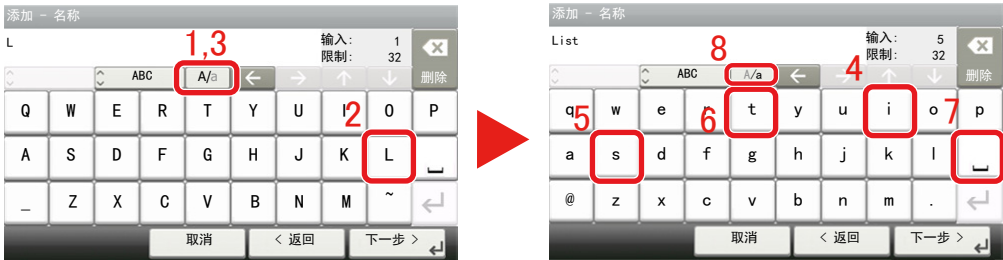 添加 - 名称
L
输入: 1
限制: 32
删除
1,3
ABC
A/a
Q W E R T Y U I O P
2
A S D F G H J K L
_ Z X C V B N M ~
取消
< 返回
下一步 >
添加 - 名称
List
输入: 5
限制: 32
删除
8
4
ABC
A/a
q w e r t y u i o p
5
6
7
a s d f g h j k l
@ z x c v b n m .
取消
< 返回
下一步 >